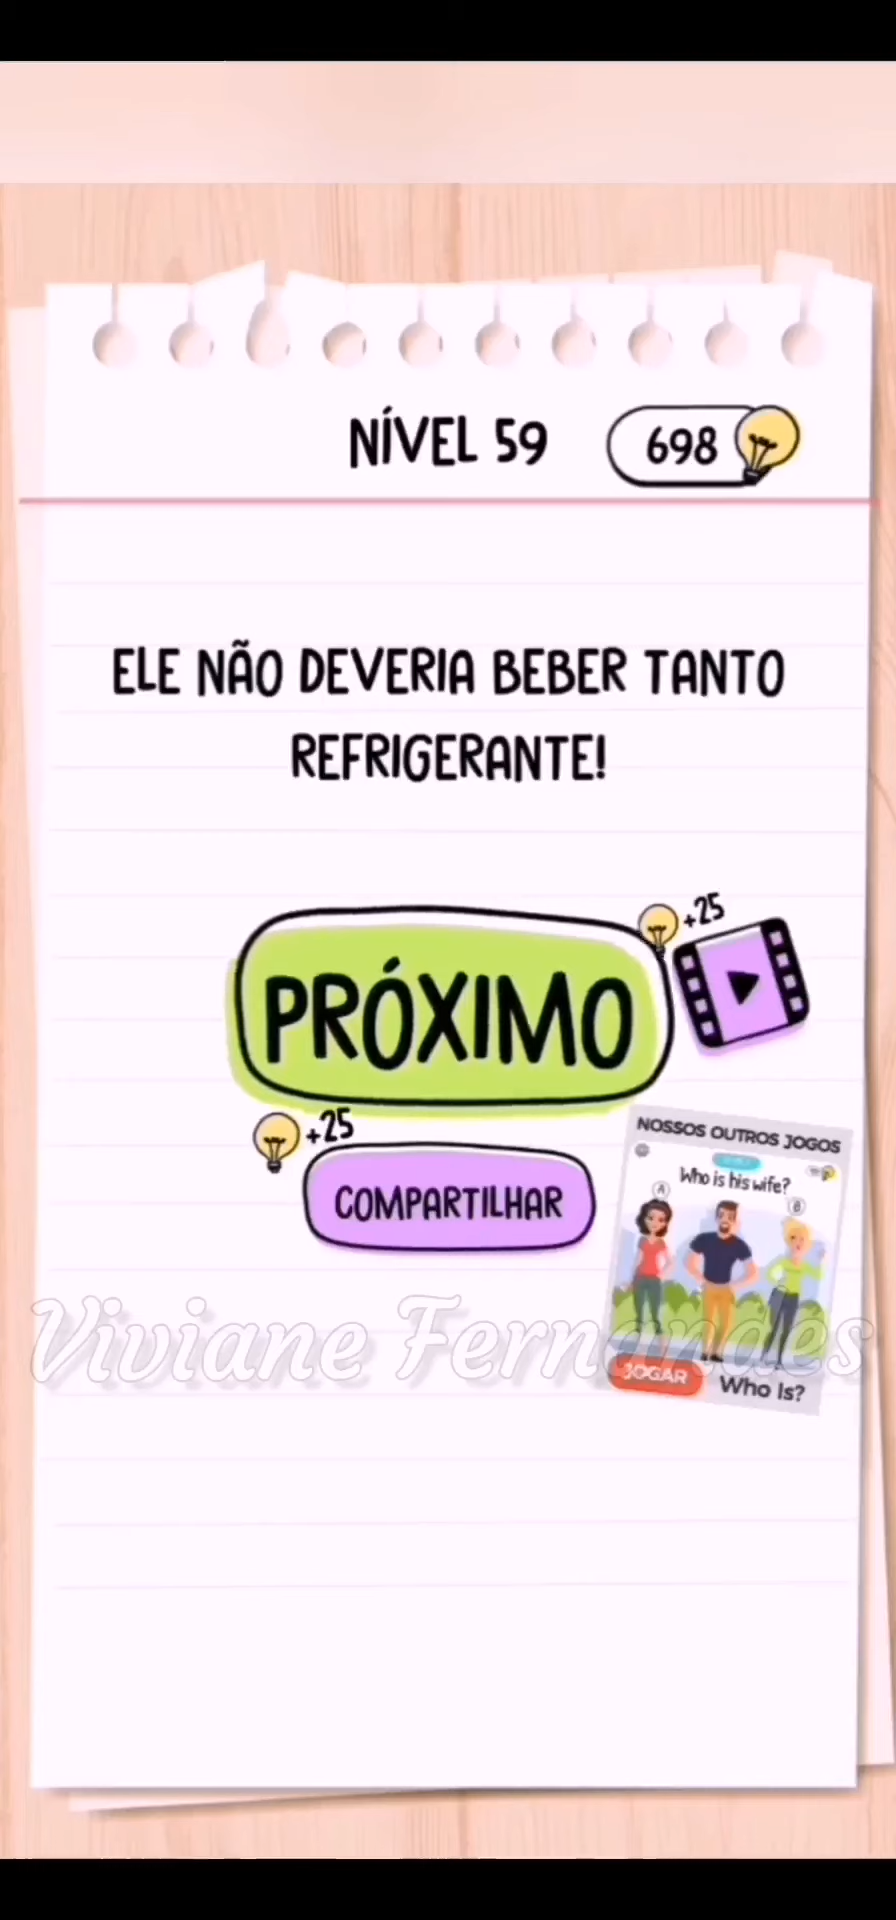 NÍVEL 59
698
ELE NÃO DEVERIA BEBER TANTO
REFRIGERANTE!
+25
PRÓXIMO
+25
COMPARTILHAR
NOSSOS OUTROS JOGOS
Who is his wife?
A
B
Viviane Fernandes
JOGAR
Who Is?